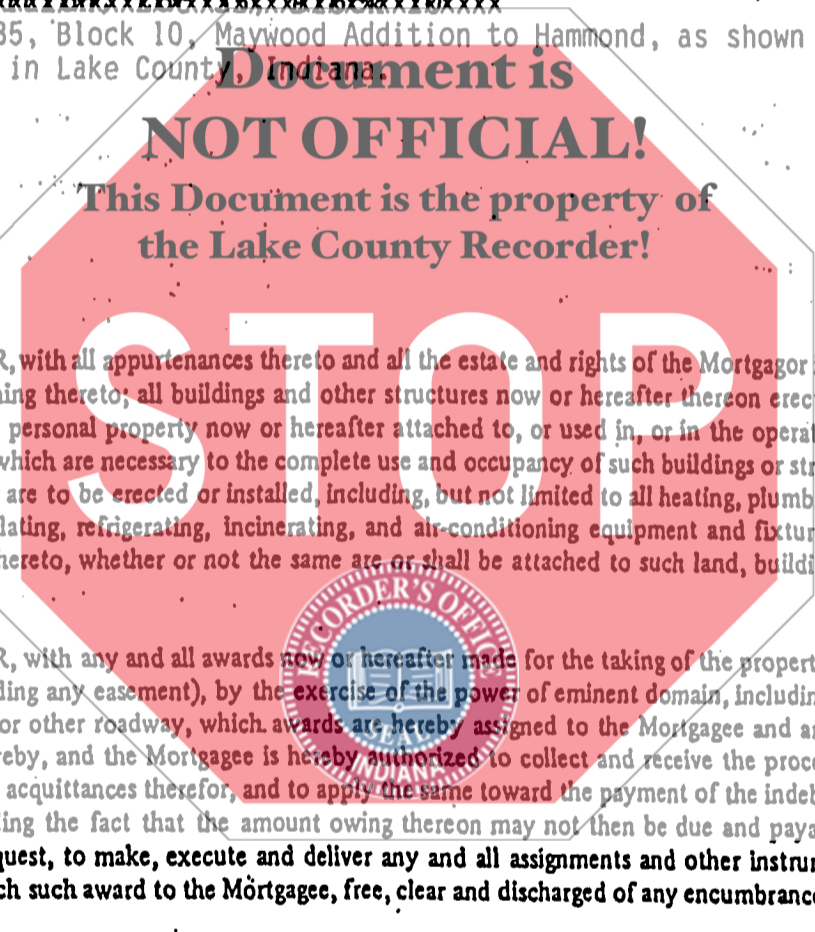 35, Block 10, Maywood Addition to Hammond, as shown
in Lake County, Indiana.
Document is
NOT OFFICIAL!
This Document is the property of
the Lake County Recorder!
STOP
R, with all appurtenances thereto and all the estate and rights of the Mortgagor
ing thereto; all buildings and other structures now or hereafter thereon erec
personal property now or hereafter attached to, or used in, or in the operat
which are necessary to the complete use and occupancy of such buildings or str
are to be erected or installed, including, but not limited to all heating, plumb
lating, refrigerating, incinerating, and air-conditioning equipment and fixtur
hereto, whether or not the same are or shall be attached to such land, buildi
RECORDER'S OFFICE
SEAL
INDIANA
R, with any and all awards now or hereafter made for the taking of the propert
ding any easement), by the exercise of the power of eminent domain, includin
or other roadway, which awards are hereby assigned to the Mortgagee and a
reby, and the Mortgagee is hereby authorized to collect and receive the proce
acquittances therefor, and to apply the same toward the payment of the indeb
ing the fact that the amount owing thereon may not then be due and paya
quest, to make, execute and deliver any and all assignments and other instru
ch such award to the Mortgagee, free, clear and discharged of any encumbrance